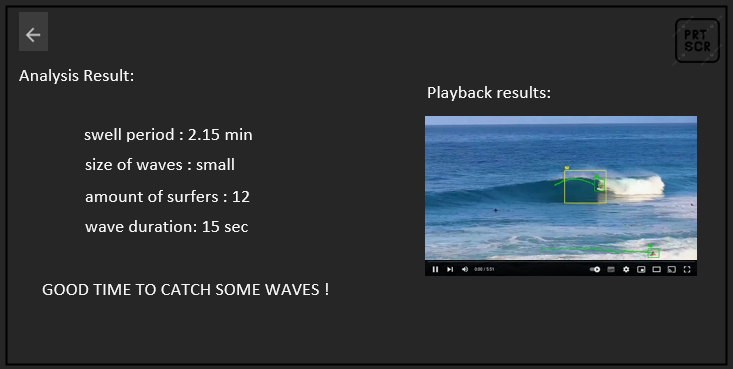 PRT
SCR
Analysis Result:
Playback results:
swell period : 2.15 min
size of waves : small
amount of surfers : 12
wave duration: 15 sec
GOOD TIME TO CATCH SOME WAVES !